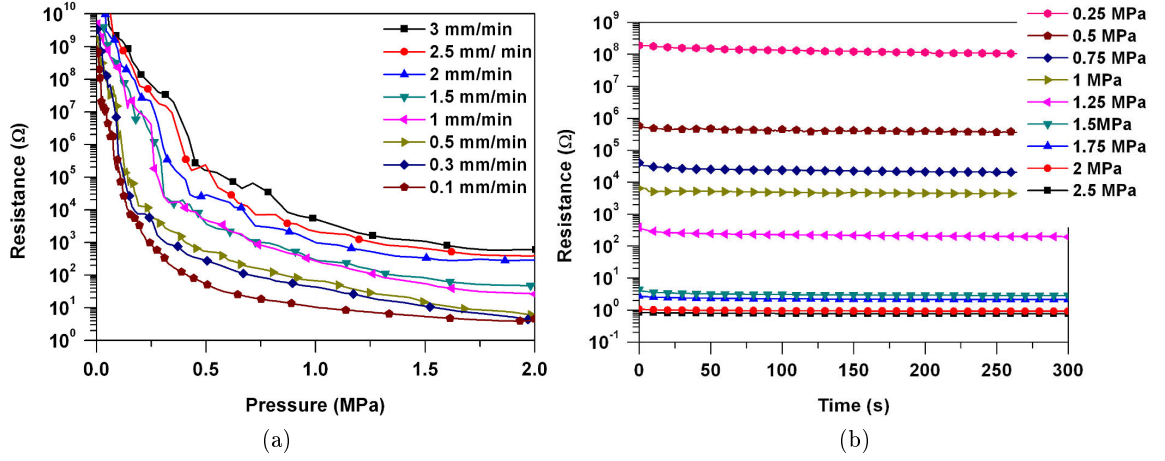 10^10
10^9
10^8
10^7
10^6
10^5
10^4
10^3
10^2
10^1
10^0
Resistance (Ω)
3 mm/min
2.5 mm/ min
2 mm/min
1.5 mm/min
1 mm/min
0.5 mm/min
0.3 mm/min
0.1 mm/min
0.0 0.5 1.0 1.5 2.0
Pressure (MPa)
(a)
10^9
10^8
10^7
10^6
10^5
10^4
10^3
10^2
10^1
10^0
10^-1
Resistance (Ω)
0.25 MPa
0.5 MPa
0.75 MPa
1 MPa
1.25 MPa
1.5MPa
1.75 MPa
2 MPa
2.5 MPa
0 50 100 150 200 250 300
Time (s)
(b)